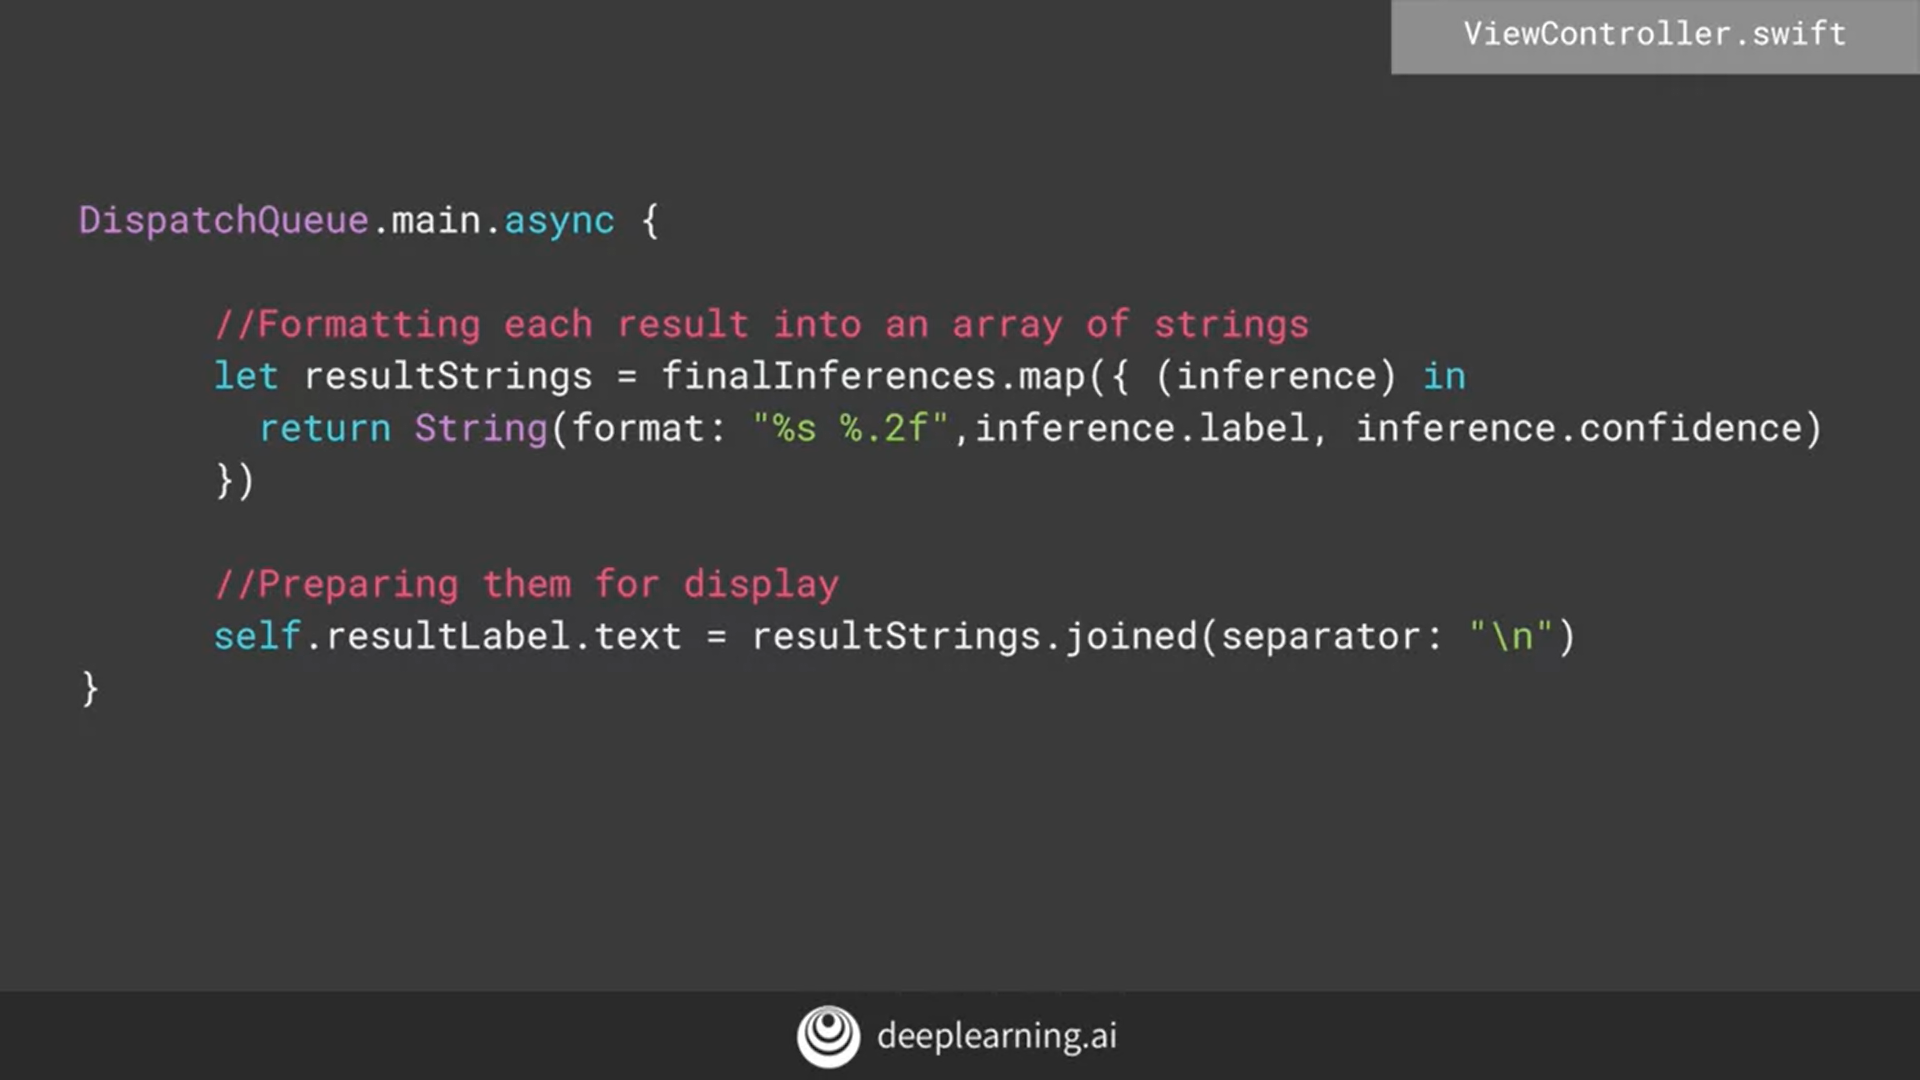 ViewController.swift
DispatchQueue.main.async {
//Formatting each result into an array of strings
let resultStrings = finalInferences.map({ (inference) in
return String(format: "%s %.2f",inference.label, inference.confidence)
})
//Preparing them for display
self.resultLabel.text = resultStrings.joined(separator: "\n")
}
deeplearning.ai